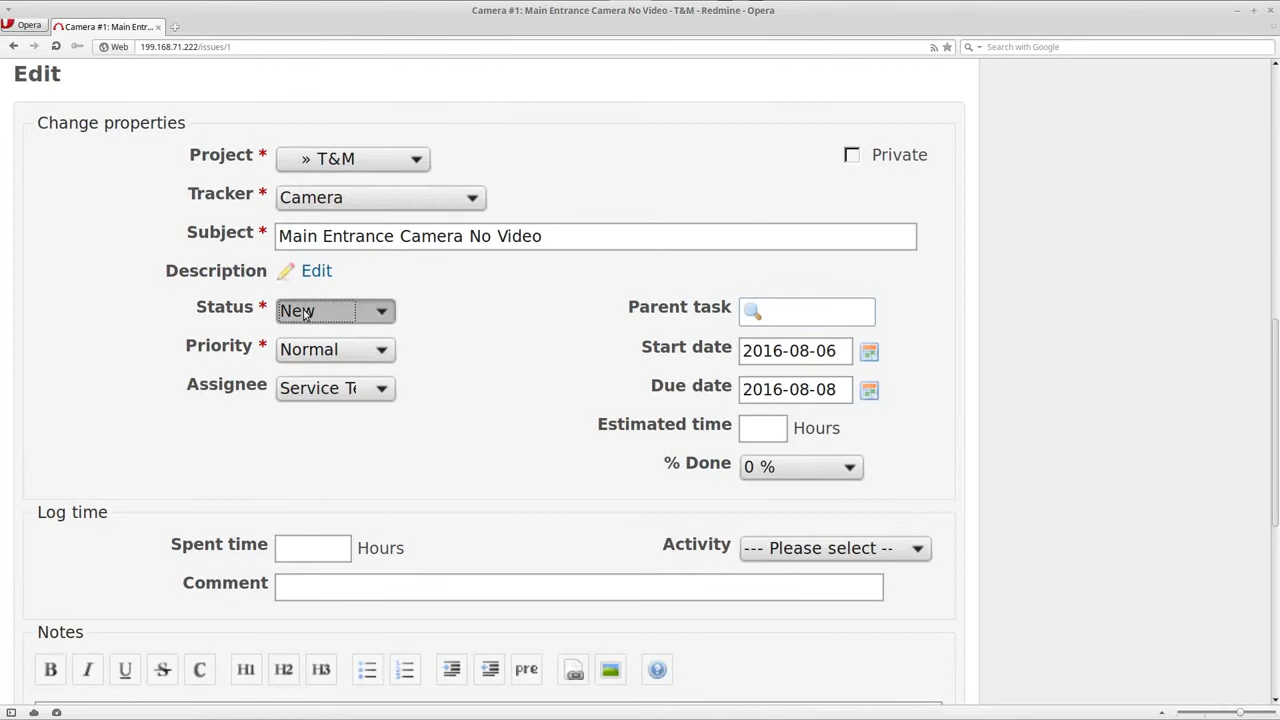 Camera #1: Main Entrance Camera No Video - T&M - Redmine - Opera
Opera
Camera #1: Main Entr...
Web
199.168.71.222/issues/1
Search with Google
Edit
Change properties
Project * » T&M
Private
Tracker * Camera
Subject * Main Entrance Camera No Video
Description Edit
Status * New
Parent task
Priority * Normal
Start date 2016-08-06
Assignee Service Te
Due date 2016-08-08
Estimated time Hours
% Done 0 %
Log time
Spent time Hours
Activity --- Please select --
Comment
Notes
B I U S C H1 H2 H3 pre